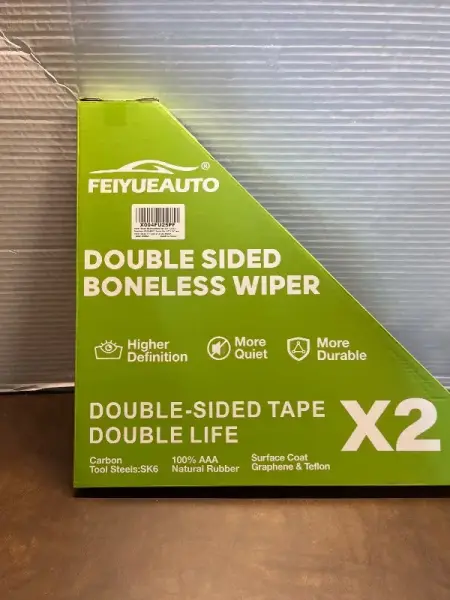 ®
FEIYUEAUTO
X004FU25PF
DOUBLE SIDED
BONELESS WIPER
Higher
Definition
More
Quiet
More
Durable
DOUBLE-SIDED TAPE
DOUBLE LIFE
X2
Carbon
Tool Steels:SK6
100% AAA
Natural Rubber
Surface Coat
Graphene & Teflon